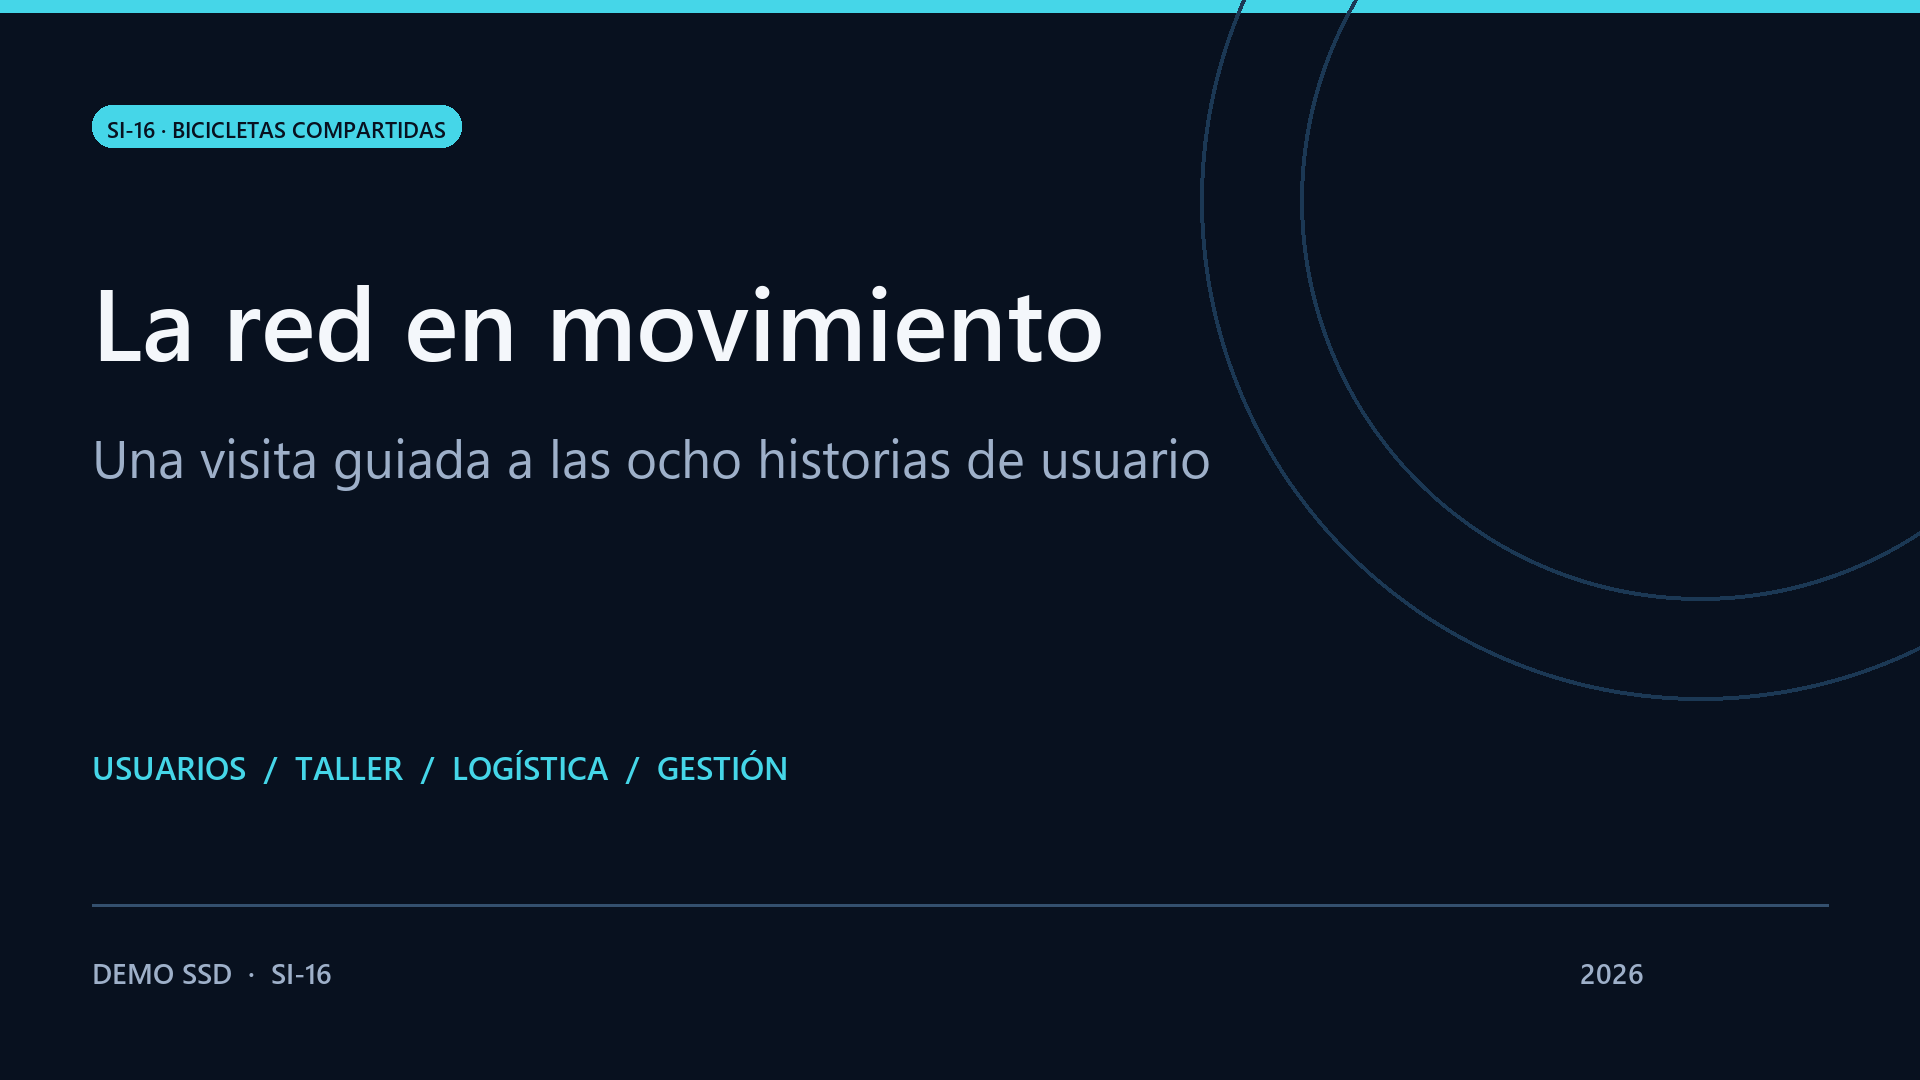 SI-16 · BICICLETAS COMPARTIDAS
La red en movimiento
Una visita guiada a las ocho historias de usuario
USUARIOS / TALLER / LOGÍSTICA / GESTIÓN
DEMO SSD · SI-16
2026